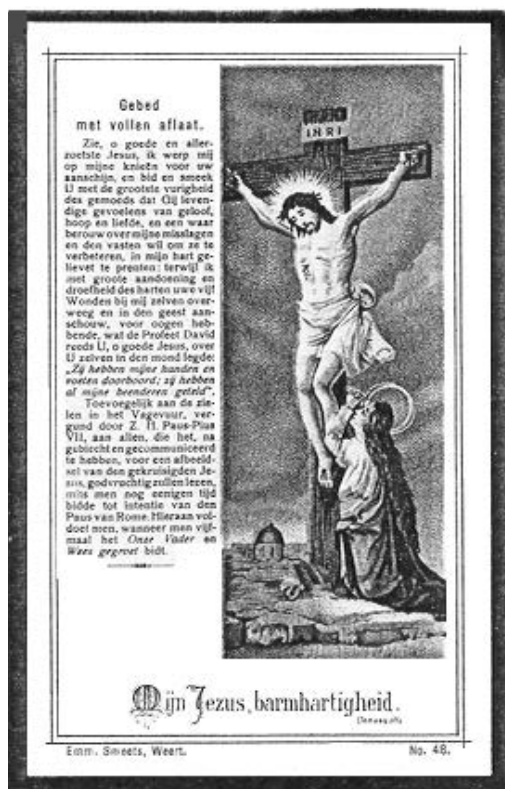 Gebed
met vollen aflaat.
Zie, o goede en aller-
zoetste Jesus, ik werp mij
op mijne knieën voor uw
aanschijn, en bid en smeek
U met de grootste vurigheid
des gemoeds dat Gij leven-
dige gevoelens van geloof,
hoop en liefde, en een waar
berouw over mijne misslagen
en den vasten wil om ze te
verbeteren, in mijn hart ge-
lievet te prenten: terwijl ik
met groote aandoening en
droefheid des harten uwe vijf
Wonden bij mij zelven over-
weeg en in den geest aan-
schouw, voor oogen heb-
bende, wat de Profeet David
reeds U, o goede Jesus, over
U zelven in den mond legde:
„Zij hebben mijne handen en
voeten doorboord; zij hebben
al mijne beenderen geteld".
Toevoegelijk aan de zie-
len in het Vagevuur, ver-
gund door Z. H. Paus-Pius
VII, aan allen, die het, na
gebiecht en gecommuniceerd
te hebben, voor een afbeeld-
sel van den gekruisigden Je-
sus, godvruchtig zullen lezen,
mits men nog eenigen tijd
bidde tot intentie van den
Paus van Rome. Hieraan vol-
doet men, wanneer men vijf-
maal het Onze Vader en
Wees gegroet bidt.
INRI
Mijn Jezus, barmhartigheid.
Emm. Smeets, Weert.
No. 48.